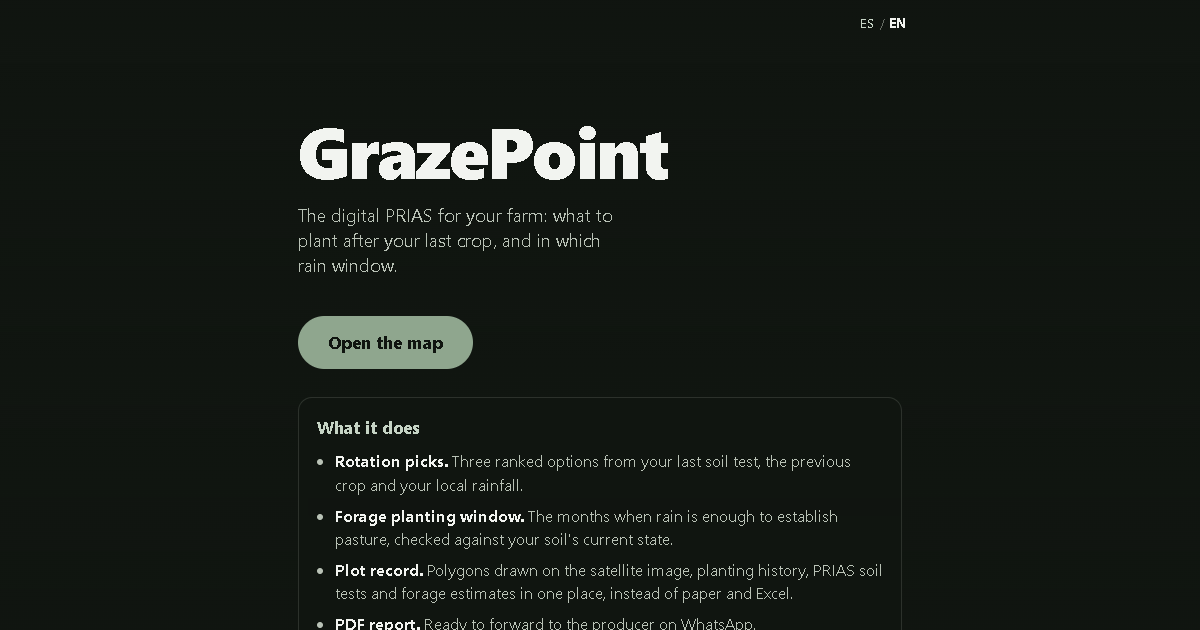 ES / EN
GrazePoint
The digital PRIAS for your farm: what to
plant after your last crop, and in which
rain window.
Open the map
What it does
• Rotation picks. Three ranked options from your last soil test, the previous
crop and your local rainfall.
• Forage planting window. The months when rain is enough to establish
pasture, checked against your soil's current state.
• Plot record. Polygons drawn on the satellite image, planting history, PRIAS soil
tests and forage estimates in one place, instead of paper and Excel.
• PDF report. Ready to forward to the producer on WhatsApp.